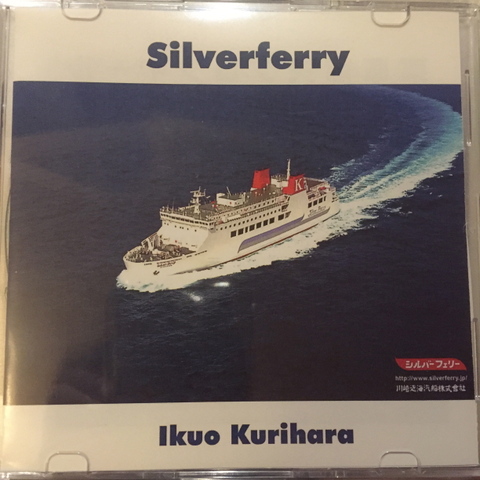 Silverferry
K
シルバーフェリー
http://www.silverferry.jp/
川崎近海汽船株式會社
Ikuo Kurihara